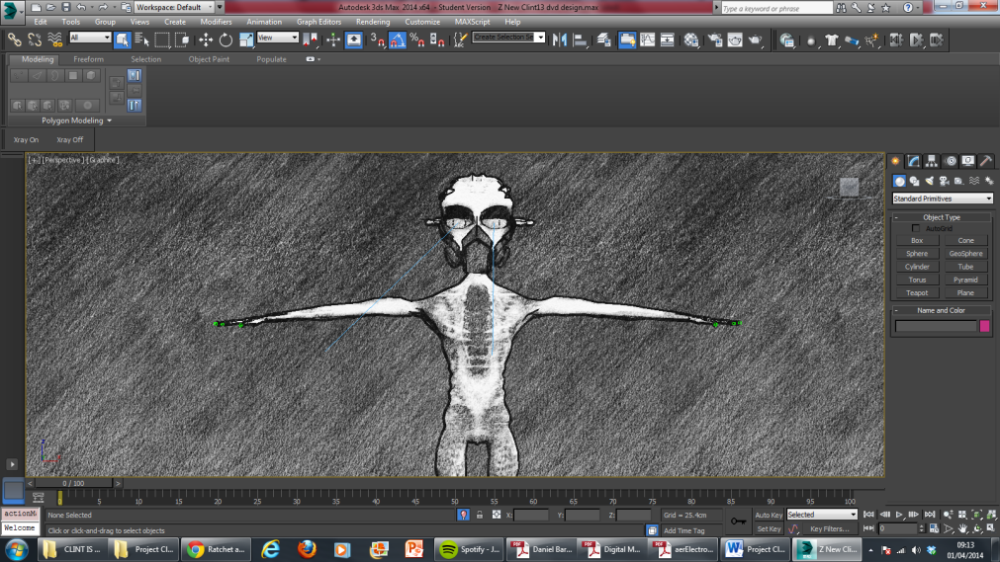 Workspace: Default
Autodesk 3ds Max 2014 x64 - Student Version    Z New Clint13 dvd design.max
Type a keyword or phrase
Edit Tools Group Views Create Modifiers Animation Graph Editors Rendering Customize MAXScript Help
All
View
Create Selection Se
Modeling Freeform Selection Object Paint Populate
Polygon Modeling
Xray On Xray Off
[+][Perspective][Graphite]
Standard Primitives
- Object Type
AutoGrid
Box Cone
Sphere GeoSphere
Cylinder Tube
Torus Pyramid
Teapot Plane
- Name and Color
< 0 / 100 >
0 5 10 15 20 25 30 35 40 45 50 55 60 65 70 75 80 85 90 95 100
actionMa
None Selected
X: Y: Z:
Grid = 25.4cm
Auto Key
Selected
Welcome
Click or click-and-drag to select objects
Add Time Tag
Set Key
Key Filters...
0
CLINT IS ...
Project Cl...
Ratchet a...
Spotify - J...
Daniel Bar...
Digital M...
aerElectro...
Project Cl...
Z New Cli...
09:13
01/04/2014